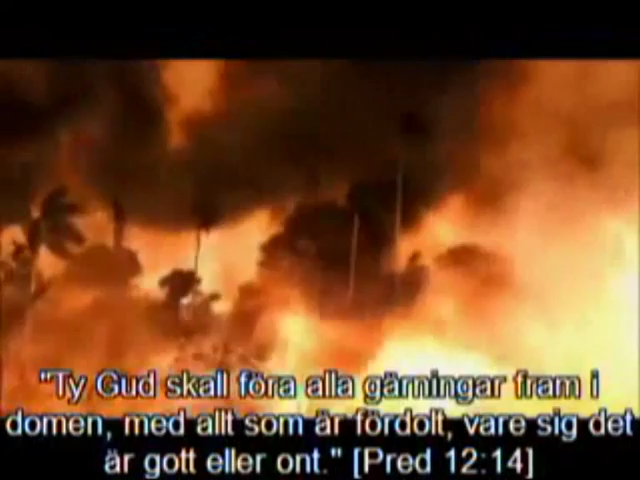 "Ty Gud skall föra alla gärningar fram i
domen, med allt som är fördolt, vare sig det
är gott eller ont." [Pred 12:14]